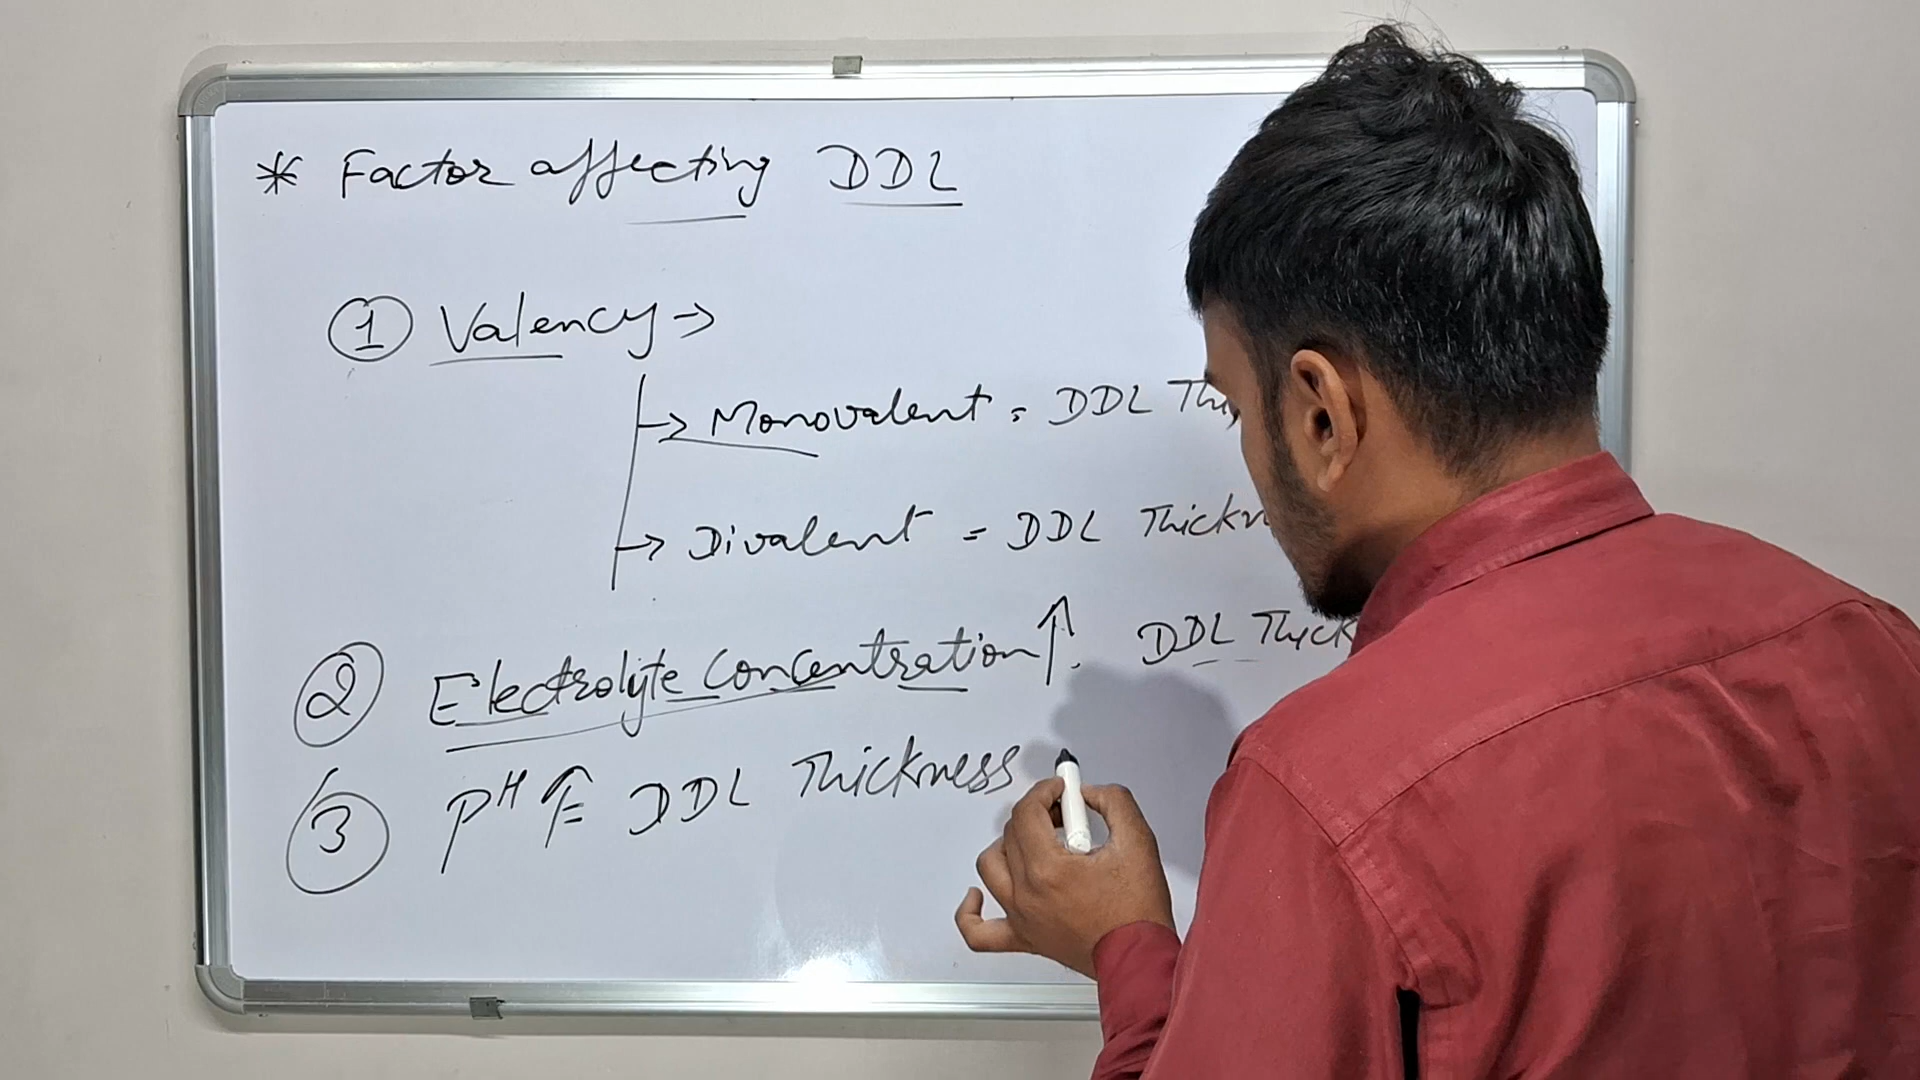 * Factor affecting DDL
① Valency →
→ Monovalent = DDL
→ Divalent = DDL
② Electrolyte Concentration ↑. DDL
③ PH ↑ = DDL Thickness